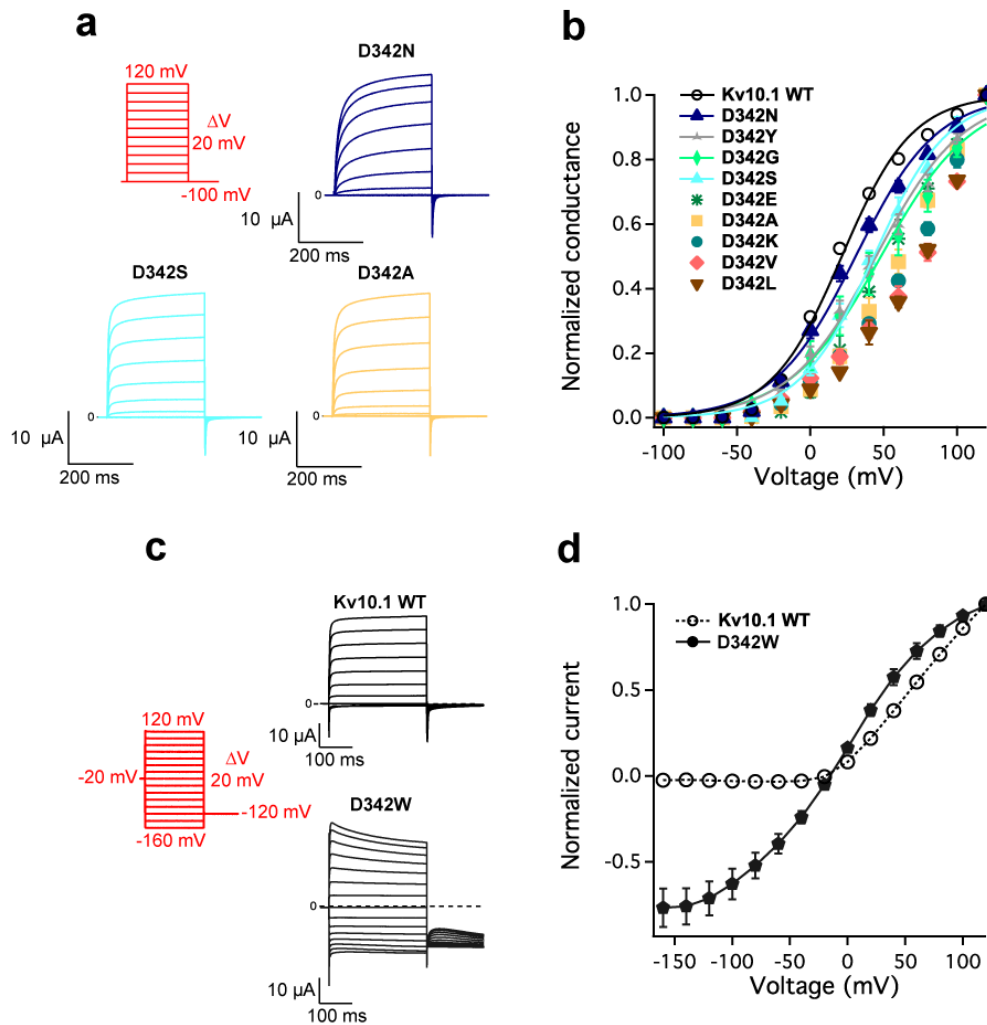 a
D342N
120 mV
ΔV
20 mV
-100 mV
0
10 µA
200 ms
D342S
D342A
0
0
10 µA
200 ms
10 µA
200 ms
b
Normalized conductance
1.0
0.8
0.6
0.4
0.2
0.0
Kv10.1 WT
D342N
D342Y
D342G
D342S
D342E
D342A
D342K
D342V
D342L
-100
-50
0
50
100
Voltage (mV)
c
Kv10.1 WT
0
10 µA
100 ms
120 mV
ΔV
-20 mV
20 mV
-120 mV
-160 mV
D342W
0
10 µA
100 ms
d
Normalized current
1.0
0.5
0.0
-0.5
Kv10.1 WT
D342W
-150
-100
-50
0
50
100
Voltage (mV)